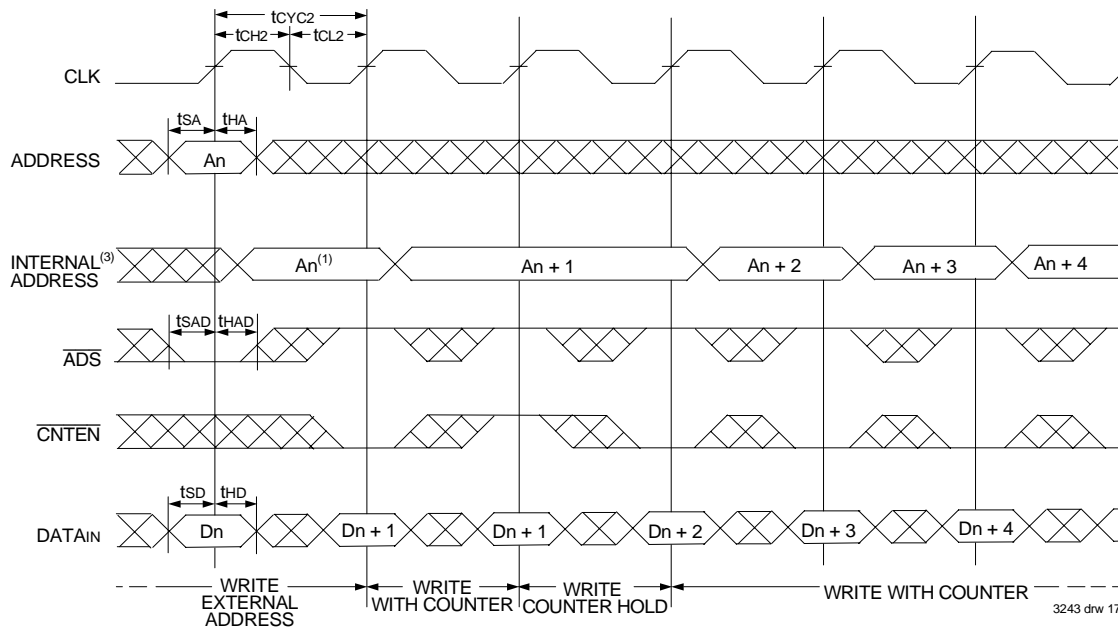 tCYC2
tCH2 tCL2
CLK
tSA tHA
ADDRESS An
INTERNAL(3) ADDRESS An(1) An + 1 An + 2 An + 3 An + 4
tSAD tHAD
ADS
CNTEN
tSD tHD
DATAIN Dn Dn + 1 Dn + 1 Dn + 2 Dn + 3 Dn + 4
WRITE EXTERNAL ADDRESS
WRITE WITH COUNTER
WRITE COUNTER HOLD
WRITE WITH COUNTER
3243 drw 17